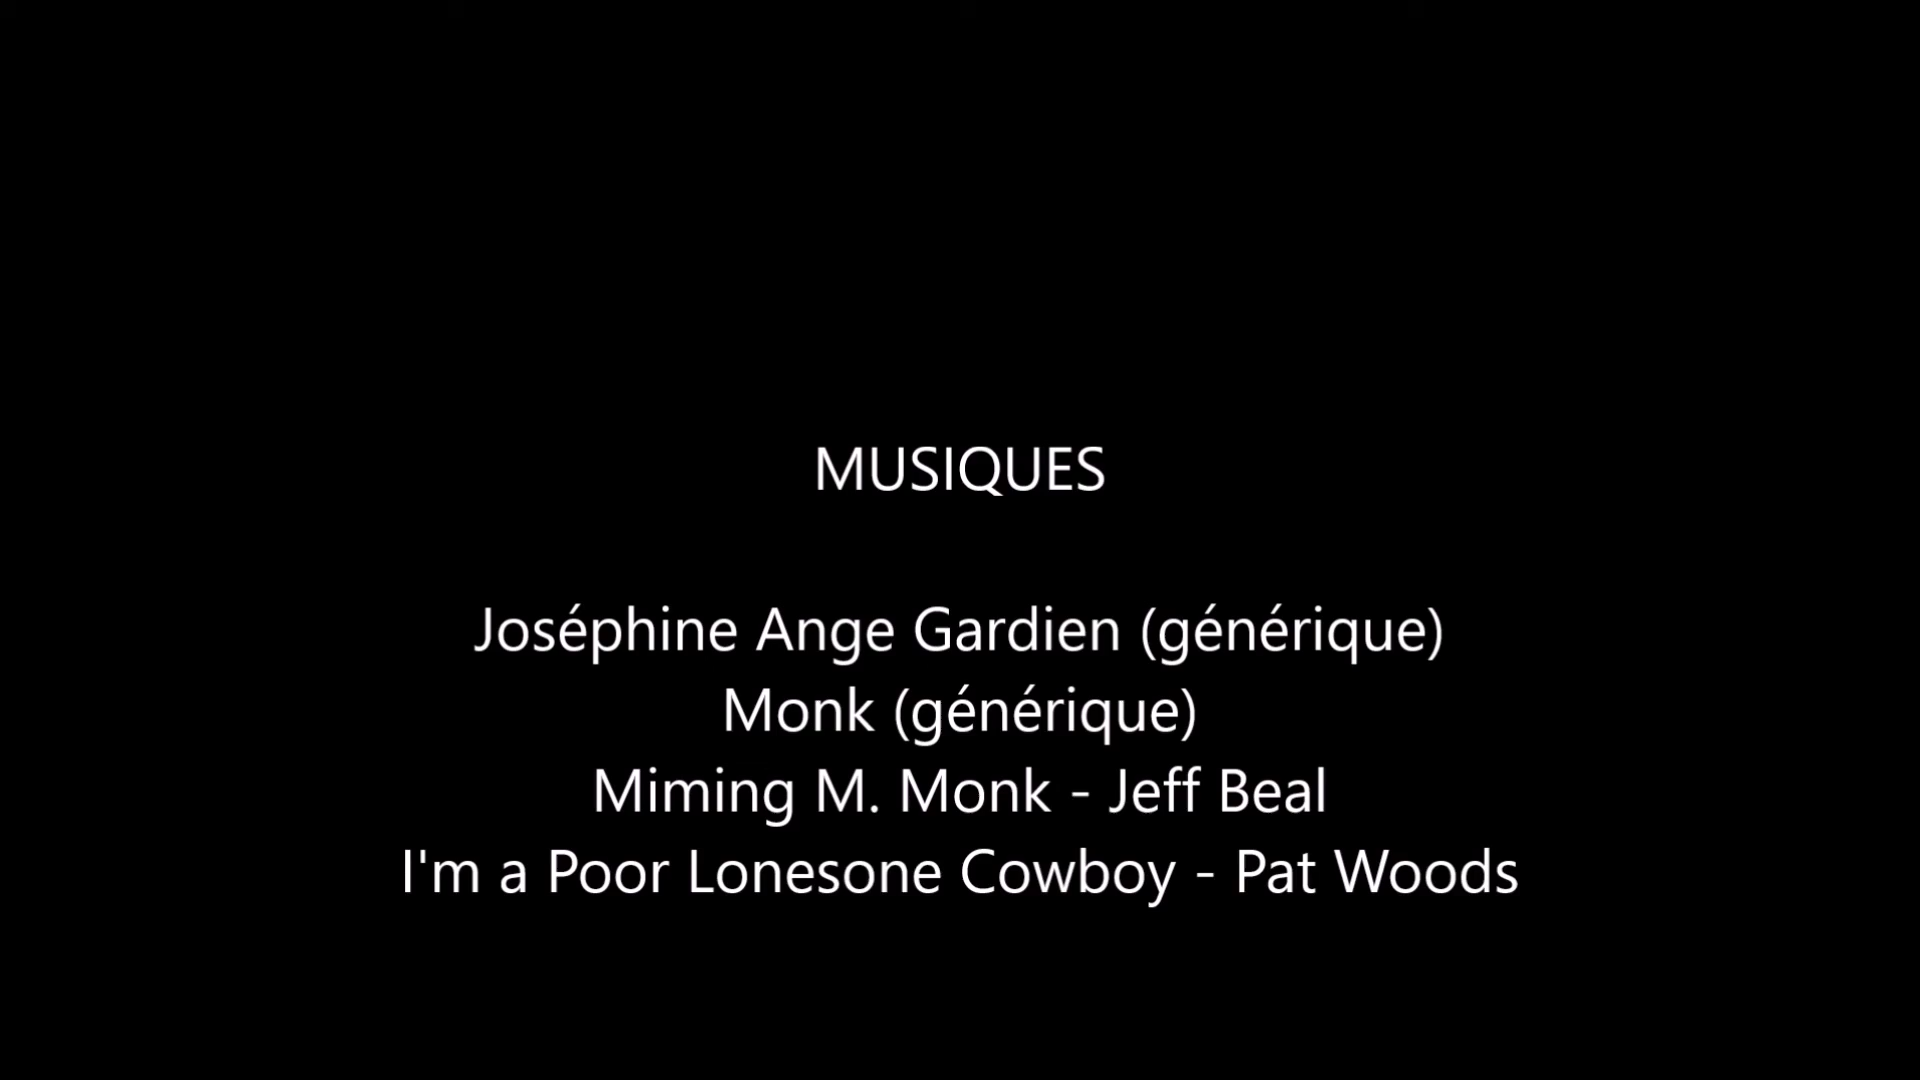 MUSIQUES
Joséphine Ange Gardien (générique)
Monk (générique)
Miming M. Monk - Jeff Beal
I'm a Poor Lonesone Cowboy - Pat Woods